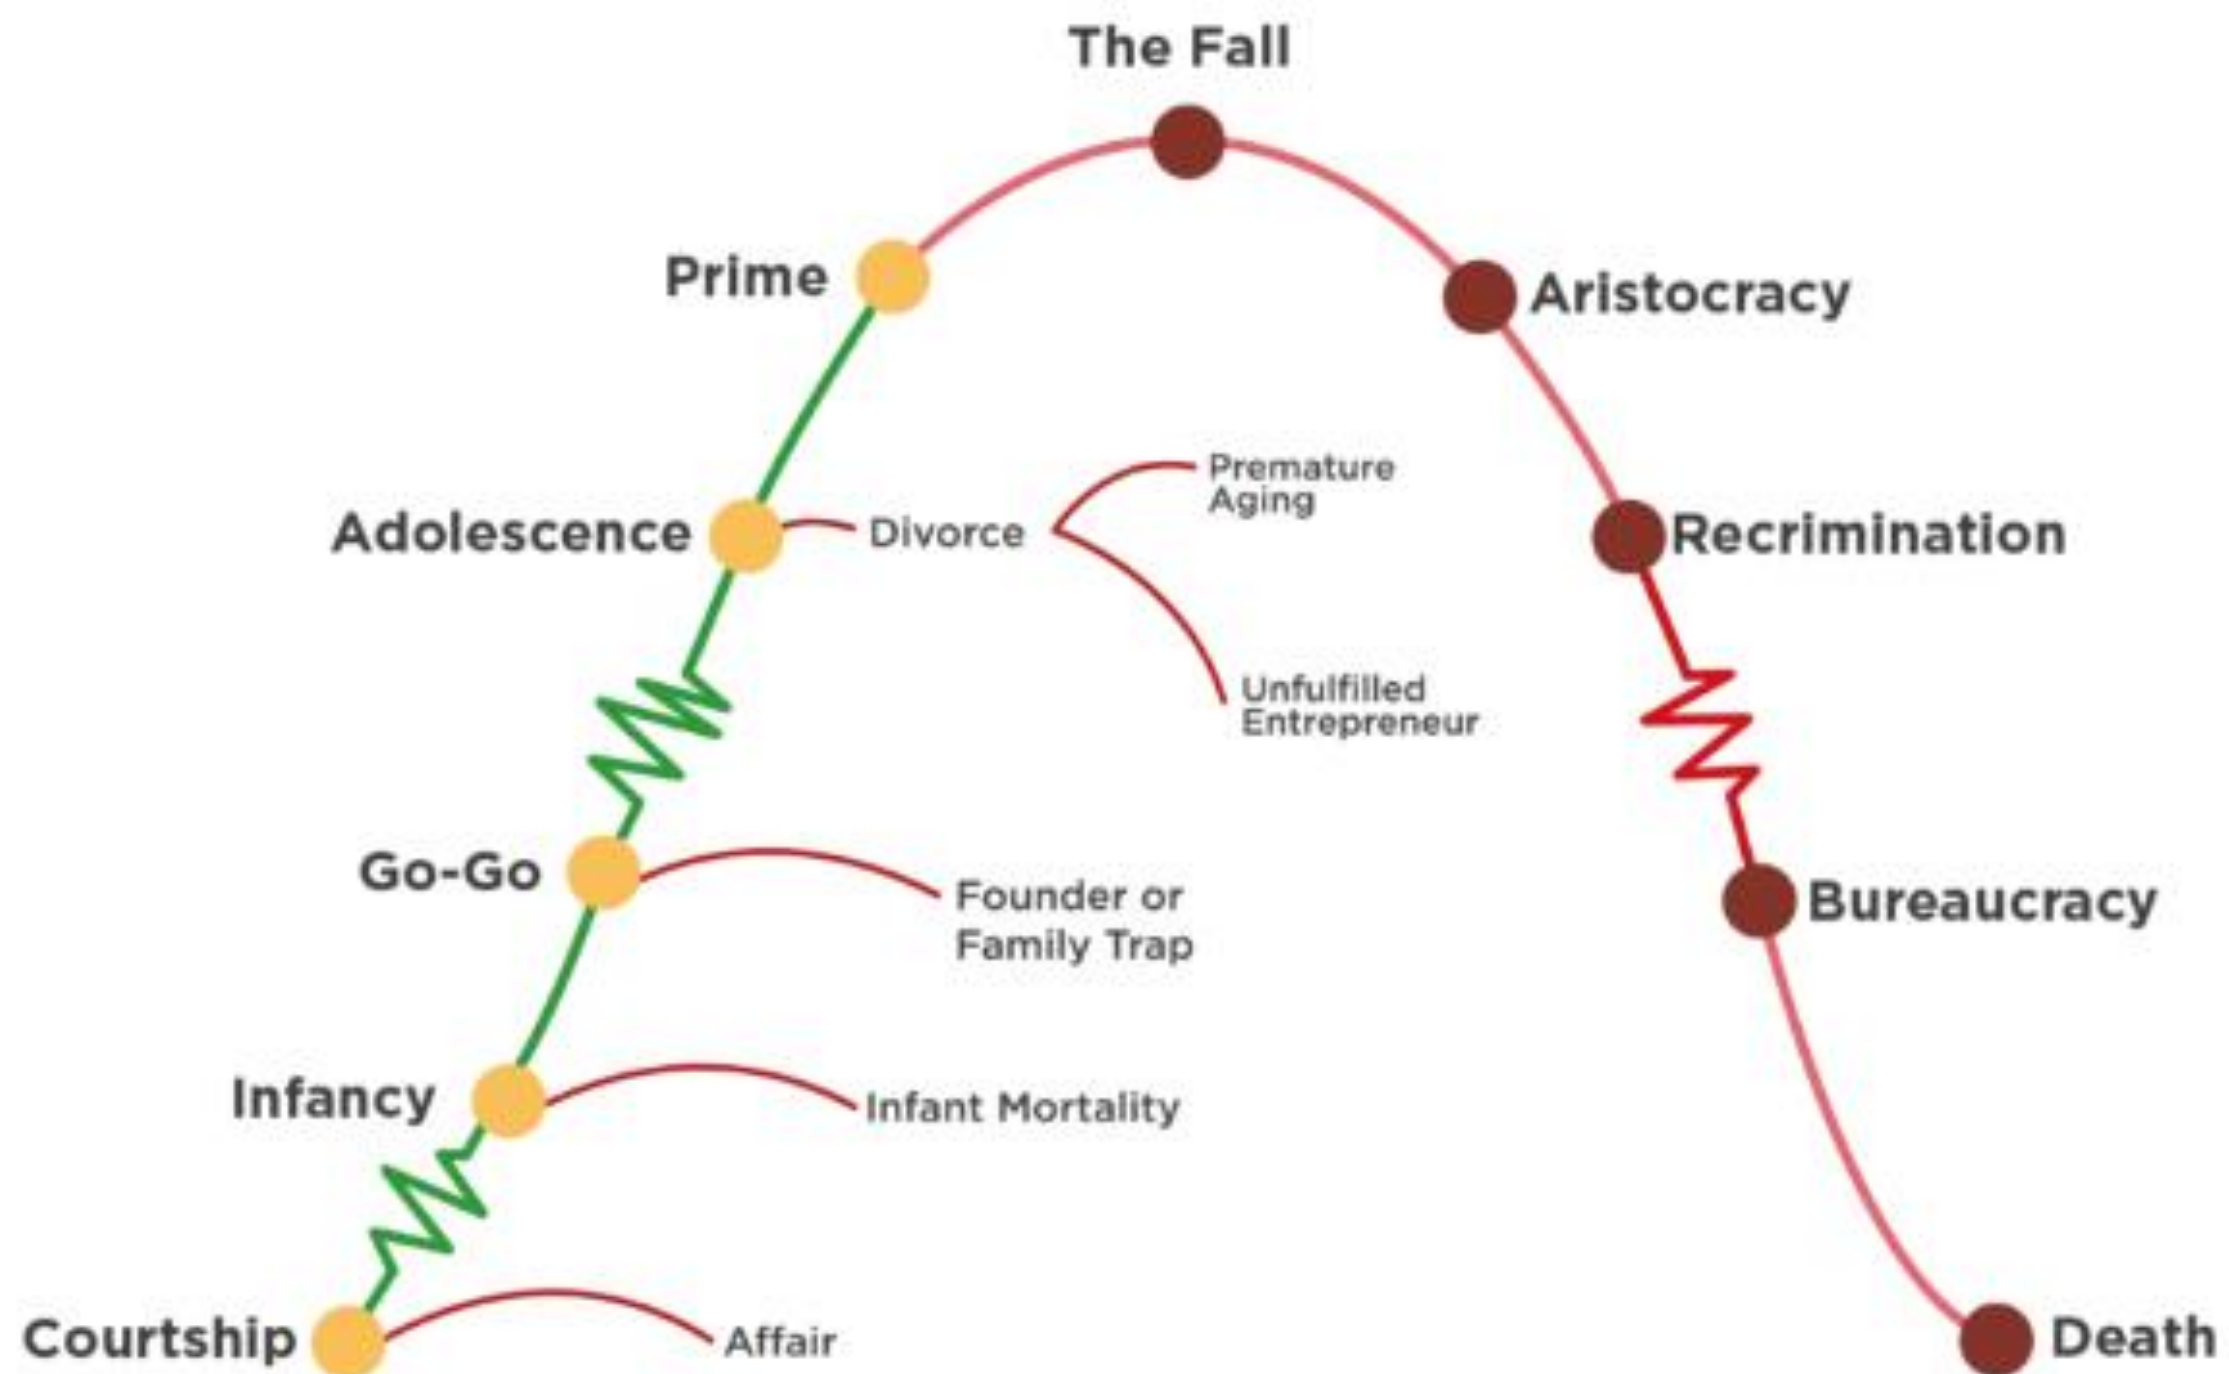 The Fall
Prime
Aristocracy
Premature
Aging
Adolescence
Divorce
Recrimination
Unfulfilled
Entrepreneur
Go-Go
Founder or
Family Trap
Bureaucracy
Infancy
Infant Mortality
Courtship
Affair
Death